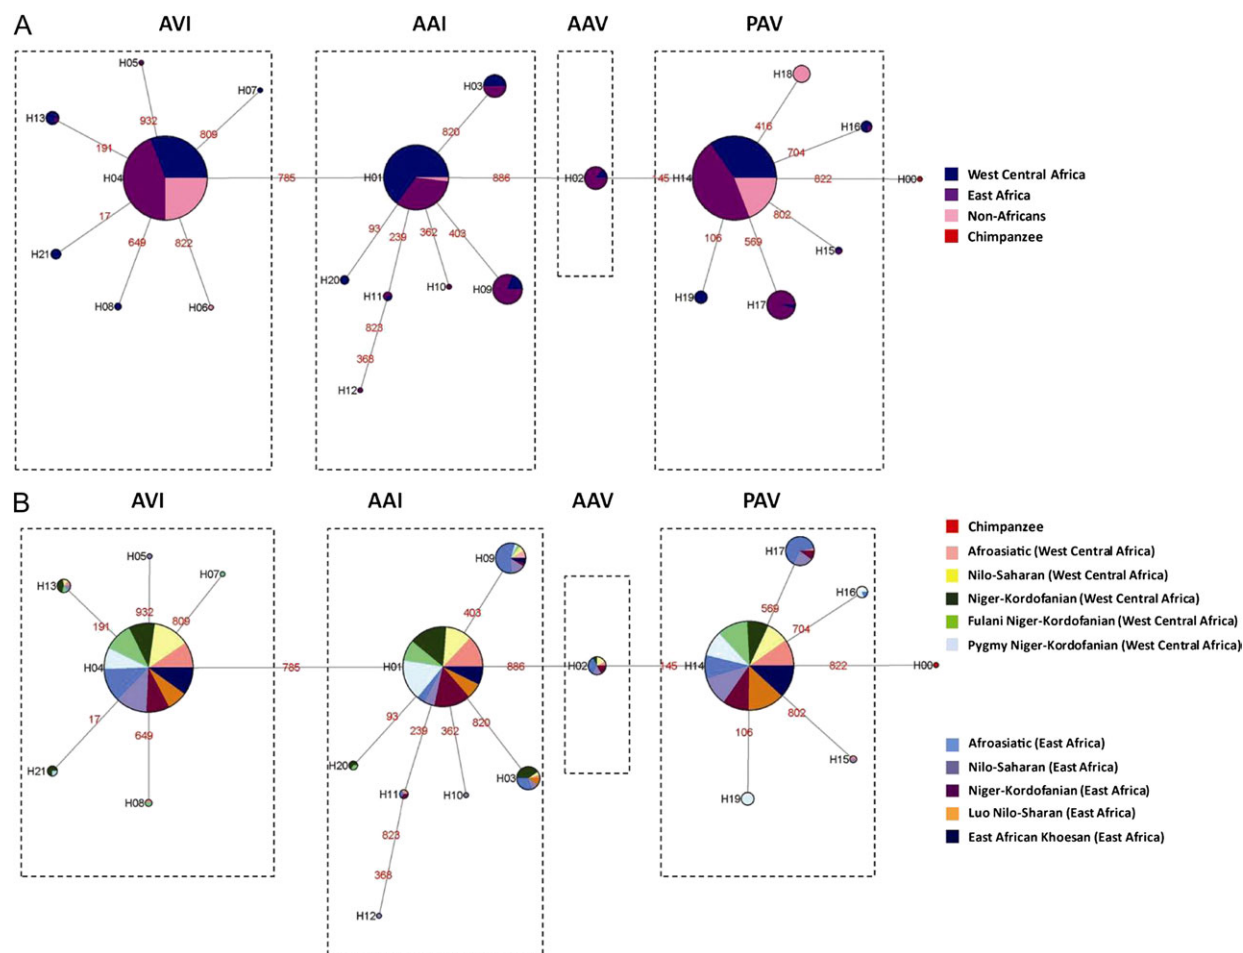 A
AVI
AAI
AAV
PAV
H05
H07
H13
932
809
191
H04
785
17
649
822
H21
H08
H06
H03
820
H01
886
93
239
362
403
H20
H11
H10
H09
823
368
H12
H02
145
H18
416
H16
704
H14
822
H00
802
106
569
H15
H19
H17
West Central Africa
East Africa
Non-Africans
Chimpanzee
B
AVI
AAI
AAV
PAV
H05
H07
H13
932
809
191
H04
785
17
649
H21
H08
H09
403
H01
886
93
239
362
820
H20
H11
H10
H03
823
368
H12
H02
145
H17
H16
569
704
H14
822
H00
802
106
H15
H19
Chimpanzee
Afroasiatic (West Central Africa)
Nilo-Saharan (West Central Africa)
Niger-Kordofanian (West Central Africa)
Fulani Niger-Kordofanian (West Central Africa)
Pygmy Niger-Kordofanian (West Central Africa)
Afroasiatic (East Africa)
Nilo-Saharan (East Africa)
Niger-Kordofanian (East Africa)
Luo Nilo-Sharan (East Africa)
East African Khoesan (East Africa)